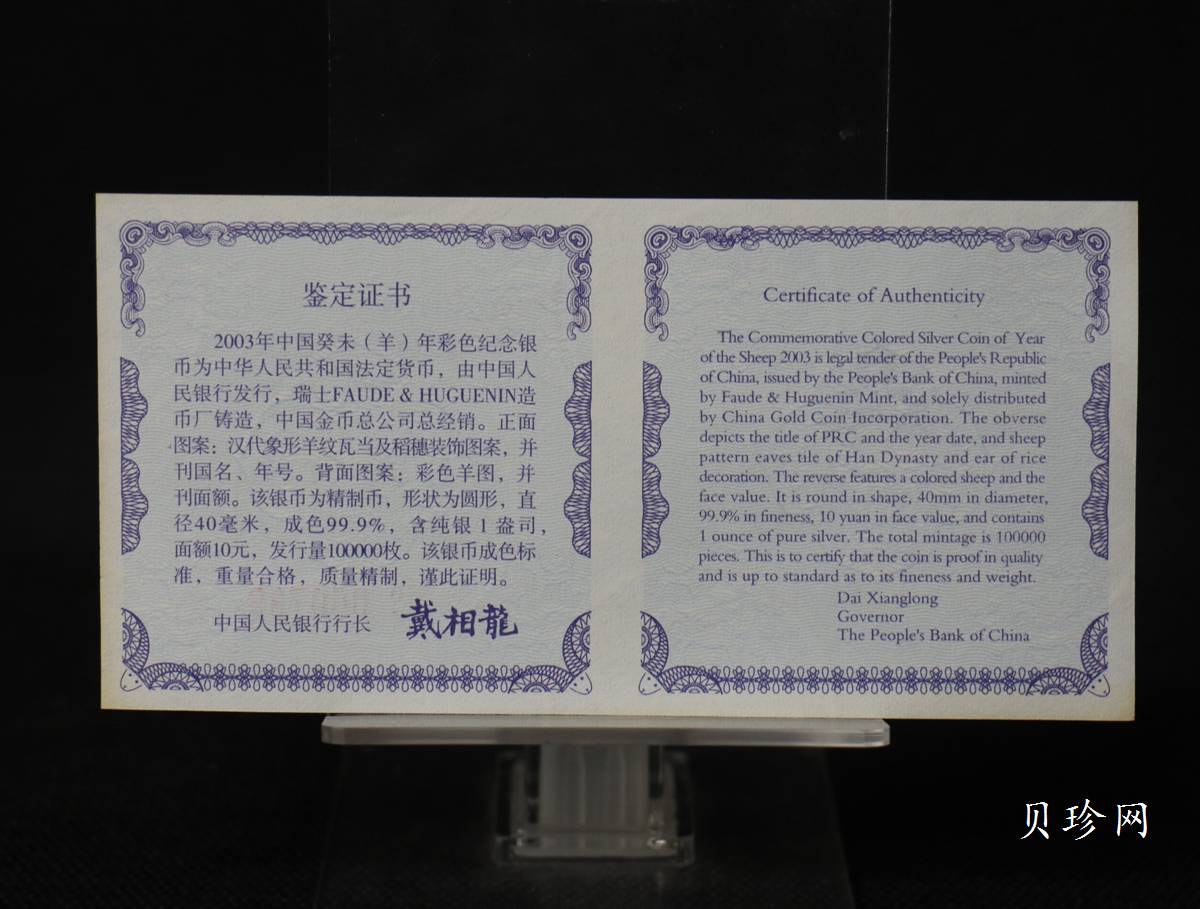 鉴定证书
2003年中国癸未（羊）年彩色纪念银
币为中华人民共和国法定货币，由中国人
民银行发行，瑞士FAUDE & HUGUENIN造
币厂铸造，中国金币总公司总经销。正面
图案：汉代象形羊纹瓦当及稻穗装饰图案，并
刊国名、年号。背面图案：彩色羊图，并
刊面额。该银币为精制币，形状为圆形，直
径40毫米，成色99.9%，含纯银1盎司，
面额10元，发行量100000枚。该银币成色标
准，重量合格，质量精制，谨此证明。
中国人民银行行长 戴相龍
Certificate of Authenticity
The Commemorative Colored Silver Coin of Year
of the Sheep 2003 is legal tender of the People's Republic
of China, issued by the People's Bank of China, minted
by Faude & Huguenin Mint, and solely distributed
by China Gold Coin Incorporation. The obverse
depicts the title of PRC and the year date, and sheep
pattern eaves tile of Han Dynasty and ear of rice
decoration. The reverse features a colored sheep and the
face value. It is round in shape, 40mm in diameter,
99.9% in fineness, 10 yuan in face value, and contains
1 ounce of pure silver. The total mintage is 100000
pieces. This is to certify that the coin is proof in quality
and is up to standard as to its fineness and weight.
Dai Xianglong
Governor
The People's Bank of China
贝珍网